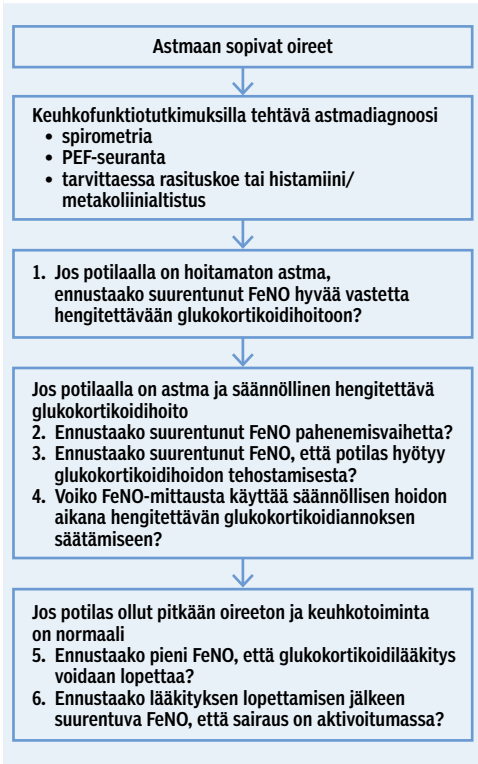 Astmaan sopivat oireet
Keuhkofunktiotutkimuksilla tehtävä astmadiagnoosi
• spirometria
• PEF-seuranta
• tarvittaessa rasituskoe tai histamiini/
metakoliinialtistus
1. Jos potilaalla on hoitamaton astma,
ennustaako suurentunut FeNO hyvää vastetta
hengitettävään glukokortikoidihoitoon?
Jos potilaalla on astma ja säännöllinen hengitettävä
glukokortikoidihoito
2. Ennustaako suurentunut FeNO pahenemisvaihetta?
3. Ennustaako suurentunut FeNO, että potilas hyötyy
glukokortikoidihoidon tehostamisesta?
4. Voiko FeNO-mittausta käyttää säännöllisen hoidon
aikana hengitettävän glukokortikoidiannoksen
säätämiseen?
Jos potilas ollut pitkään oireeton ja keuhkotoiminta
on normaali
5. Ennustaako pieni FeNO, että glukokortikoidilääkitys
voidaan lopettaa?
6. Ennustaako lääkityksen lopettamisen jälkeen
suurentuva FeNO, että sairaus on aktivoitumassa?